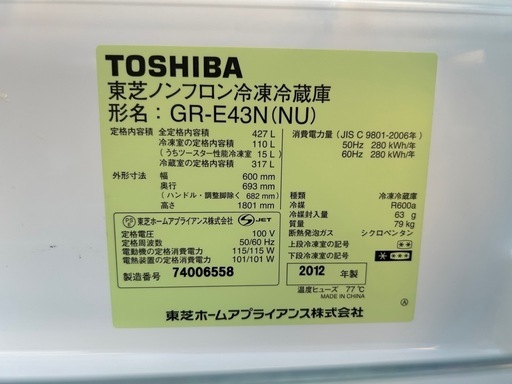 TOSHIBA
東芝ノンフロン冷凍冷蔵庫
形名：GR-E43N(NU)
定格内容積 全定格内容積 427 L
冷凍室の定格内容積 110 L
(うちツースター性能冷凍室 15 L)
冷蔵室の定格内容積 317 L
外形寸法 幅 600 mm
奥行 693 mm
(ハンドル・調整脚除く 682 mm)
高さ 1801 mm
消費電力量 (JIS C 9801-2006年)
50Hz 280 kWh/年
60Hz 280 kWh/年
種類 冷凍冷蔵庫
冷媒 R600a
冷媒封入量 63 g
質量 79 kg
断熱発泡ガス シクロペンタン
上段冷凍室の記号
下段冷凍室の記号
東芝ホームアプライアンス株式会社 JET
定格電圧 100 V
定格周波数 50/60 Hz
電動機の定格消費電力 115/115 W
電熱装置の定格消費電力 101/101 W
製造番号 74006558
2012 年製
温度ヒューズ 77℃
MADE IN CHINA
Ⓐ
東芝ホームアプライアンス株式会社